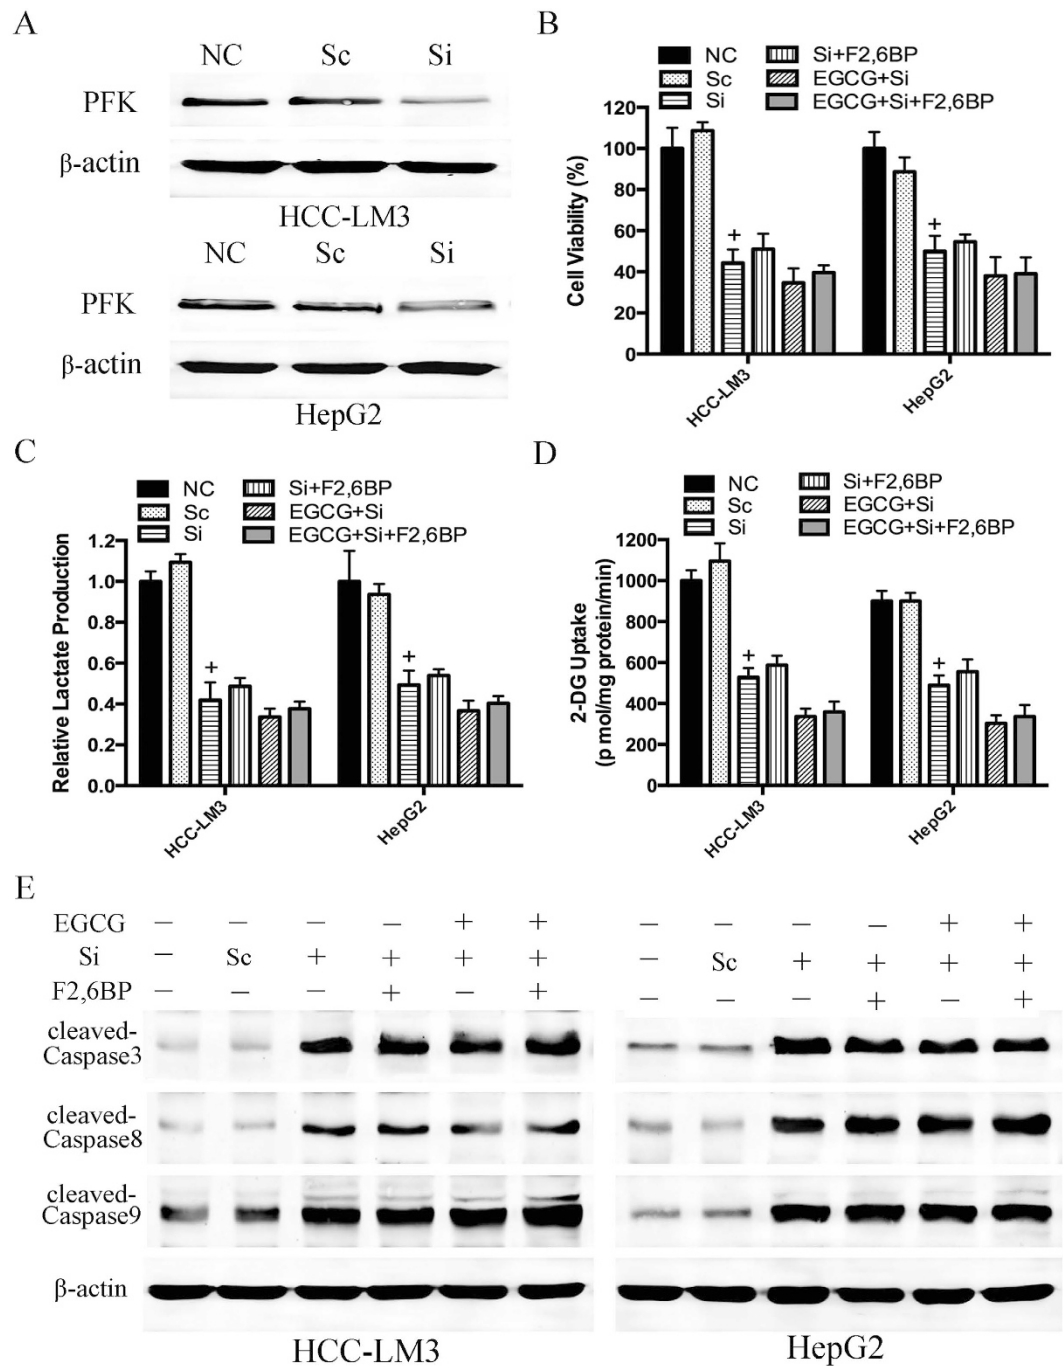 A
NC Sc Si
PFK
β-actin
HCC-LM3
NC Sc Si
PFK
β-actin
HepG2
B
NC Si+F2,6BP
Sc EGCG+Si
Si EGCG+Si+F2,6BP
Cell Viability (%)
120
100
80
60
40
20
0
+ +
HCC-LM3 HepG2
C
NC Si+F2,6BP
Sc EGCG+Si
Si EGCG+Si+F2,6BP
Relative Lactate Production
1.2
1.0
0.8
0.6
0.4
0.2
0.0
+ +
HCC-LM3 HepG2
D
NC Si+F2,6BP
Sc EGCG+Si
Si EGCG+Si+F2,6BP
2-DG Uptake
(p mol/mg protein/min)
1200
1000
800
600
400
200
0
+ +
HCC-LM3 HepG2
E
EGCG − − − − + + − − − − + +
Si − Sc + + + + − Sc + + + +
F2,6BP − − − + − + − − − + − +
cleaved-
Caspase3
cleaved-
Caspase8
cleaved-
Caspase9
β-actin
HCC-LM3 HepG2